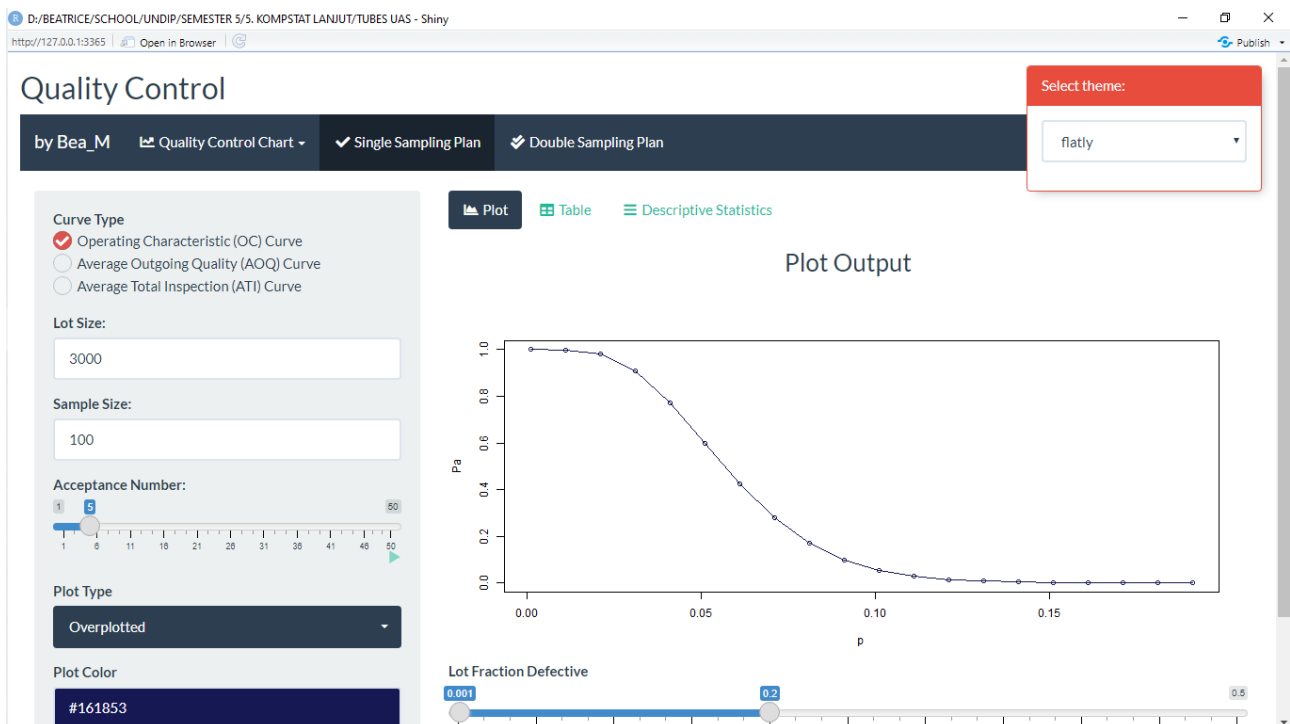 D:/BEATRICE/SCHOOL/UNDIP/SEMESTER 5/5. KOMPSTAT LANJUT/TUBES UAS - Shiny
http://127.0.0.1:3365 Open in Browser Publish
Quality Control
Select theme:
flatly
by Bea_M Quality Control Chart Single Sampling Plan Double Sampling Plan
Curve Type
Operating Characteristic (OC) Curve
Average Outgoing Quality (AOQ) Curve
Average Total Inspection (ATI) Curve
Lot Size:
3000
Sample Size:
100
Acceptance Number:
1 5 50
1 6 11 16 21 26 31 36 41 46 50
Plot Type
Overplotted
Plot Color
#161853
Plot Table Descriptive Statistics
Plot Output
Pa
1.0
0.8
0.6
0.4
0.2
0.0
0.00 0.05 0.10 0.15
p
Lot Fraction Defective
0.001 0.2 0.5